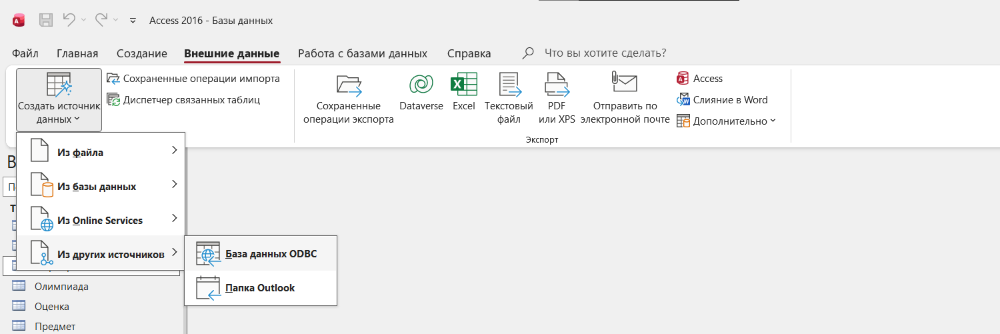 Access 2016 - Базы данных
Файл Главная Создание Внешние данные Работа с базами данных Справка Что вы хотите сделать?
Создать источник данных
Сохраненные операции импорта
Диспетчер связанных таблиц
Сохраненные операции экспорта
Dataverse
Excel
Текстовый файл
PDF или XPS
Отправить по электронной почте
Access
Слияние в Word
Дополнительно
Экспорт
Из файла
Из базы данных
Из Online Services
Из других источников
База данных ODBC
Папка Outlook
Олимпиада
Оценка
Предмет